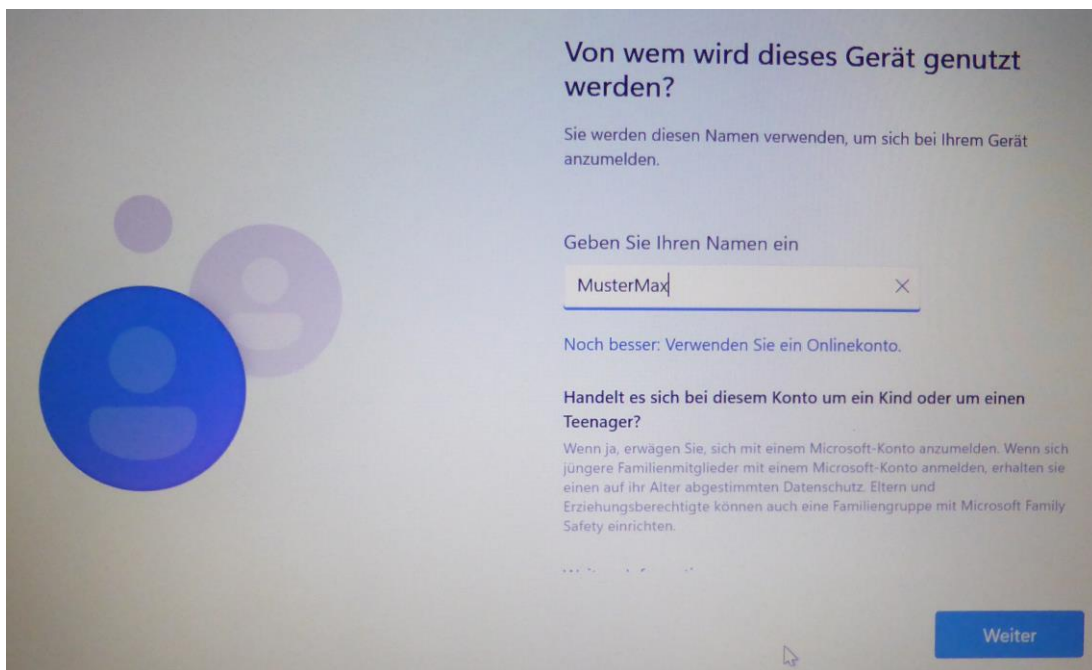 Von wem wird dieses Gerät genutzt
werden?
Sie werden diesen Namen verwenden, um sich bei Ihrem Gerät
anzumelden.
Geben Sie Ihren Namen ein
MusterMax
Noch besser: Verwenden Sie ein Onlinekonto.
Handelt es sich bei diesem Konto um ein Kind oder um einen
Teenager?
Wenn ja, erwägen Sie, sich mit einem Microsoft-Konto anzumelden. Wenn sich
jüngere Familienmitglieder mit einem Microsoft-Konto anmelden, erhalten sie
einen auf ihr Alter abgestimmten Datenschutz. Eltern und
Erziehungsberechtigte können auch eine Familiengruppe mit Microsoft Family
Safety einrichten.
Weiter